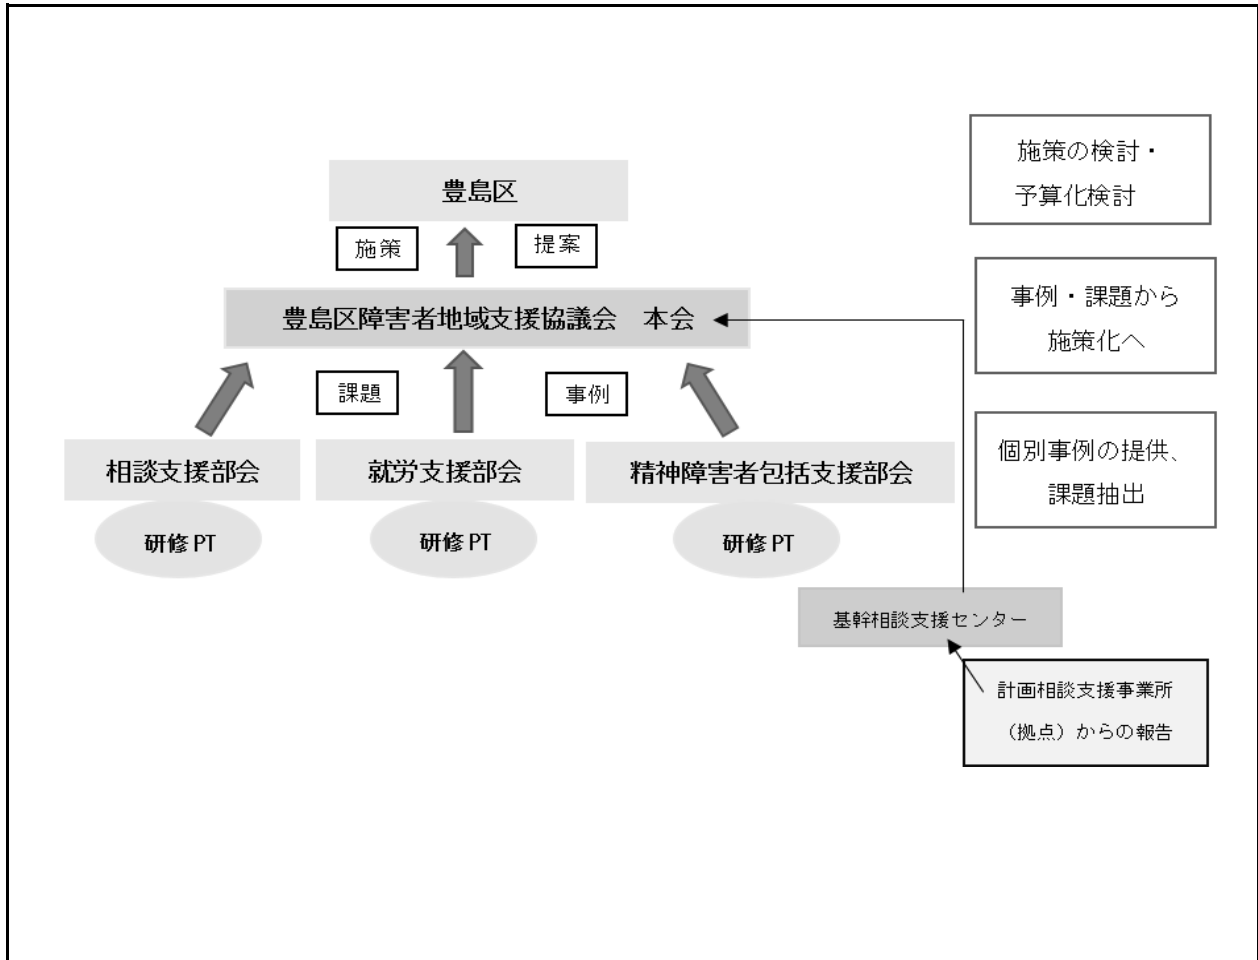 豊島区
施策
提案
豊島区障害者地域支援協議会　本会
課題
事例
相談支援部会
就労支援部会
精神障害者包括支援部会
研修 PT
研修 PT
研修 PT
基幹相談支援センター
計画相談支援事業所
（拠点）からの報告
施策の検討・
予算化検討
事例・課題から
施策化へ
個別事例の提供、
課題抽出